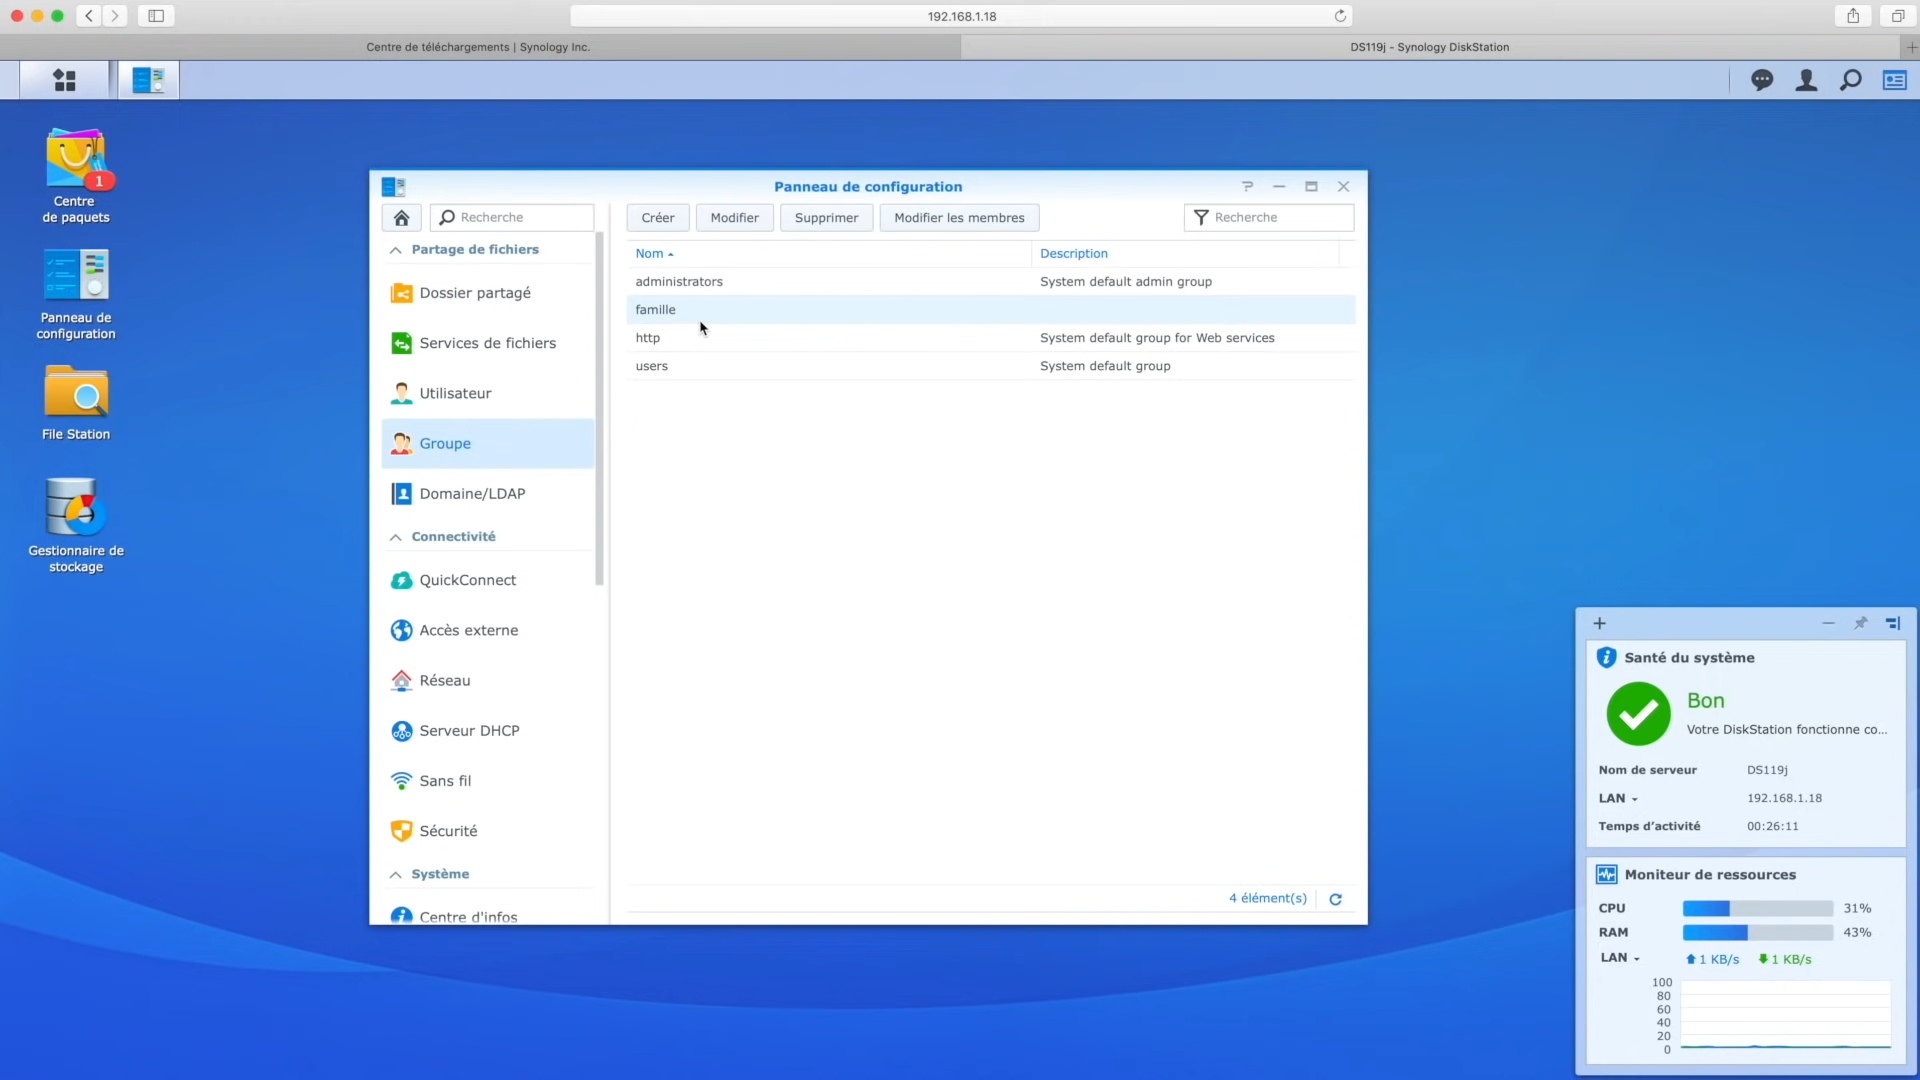 192.168.1.18
Centre de téléchargements | Synology Inc.
DS119j - Synology DiskStation
1
Centre
de paquets
Panneau de
configuration
File Station
Gestionnaire de
stockage
Panneau de configuration
Recherche
Créer
Modifier
Supprimer
Modifier les membres
Recherche
Partage de fichiers
Dossier partagé
Services de fichiers
Utilisateur
Groupe
Domaine/LDAP
Connectivité
QuickConnect
Accès externe
Réseau
Serveur DHCP
Sans fil
Sécurité
Système
Centre d'infos
Nom
Description
administrators
System default admin group
famille
http
System default group for Web services
users
System default group
4 élément(s)
Santé du système
Bon
Votre DiskStation fonctionne co...
Nom de serveur
DS119j
LAN
192.168.1.18
Temps d’activité
00:26:11
Moniteur de ressources
CPU
31%
RAM
43%
LAN
1 KB/s
1 KB/s
100
80
60
40
20
0